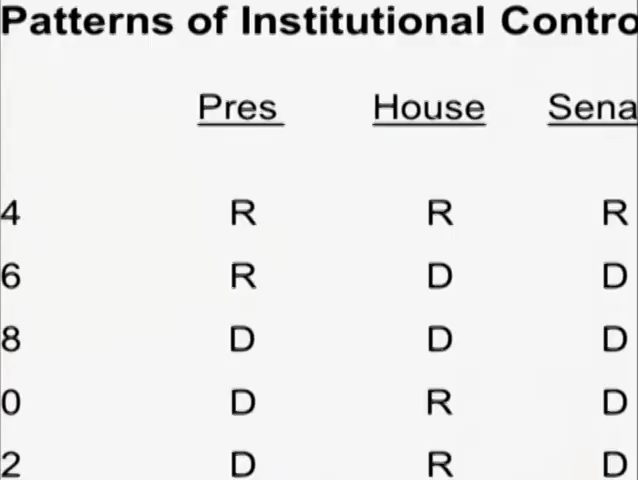 Patterns of Institutional Contro
Pres House Sena
4 R R R
6 R D D
8 D D D
0 D R D
2 D R D